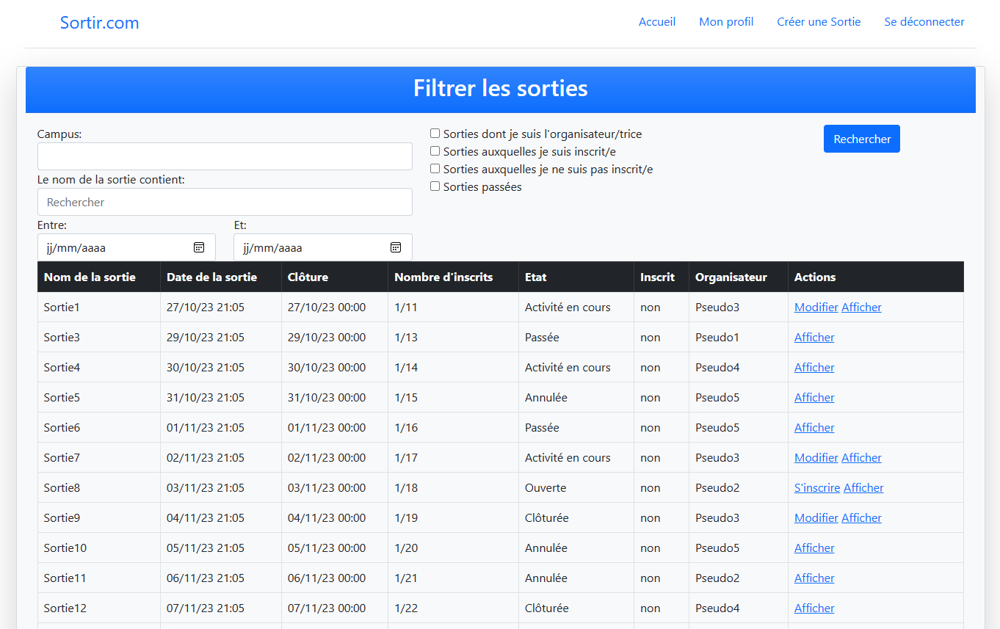 Sortir.com
Accueil Mon profil Créer une Sortie Se déconnecter
Filtrer les sorties
Campus:
Le nom de la sortie contient:
Rechercher
Entre: Et:
jj/mm/aaaa jj/mm/aaaa
Sorties dont je suis l'organisateur/trice
Sorties auxquelles je suis inscrit/e
Sorties auxquelles je ne suis pas inscrit/e
Sorties passées
Rechercher
Nom de la sortie Date de la sortie Clôture Nombre d'inscrits Etat Inscrit Organisateur Actions
Sortie1 27/10/23 21:05 27/10/23 00:00 1/11 Activité en cours non Pseudo3 Modifier Afficher
Sortie3 29/10/23 21:05 29/10/23 00:00 1/13 Passée non Pseudo1 Afficher
Sortie4 30/10/23 21:05 30/10/23 00:00 1/14 Activité en cours non Pseudo4 Afficher
Sortie5 31/10/23 21:05 31/10/23 00:00 1/15 Annulée non Pseudo5 Afficher
Sortie6 01/11/23 21:05 01/11/23 00:00 1/16 Passée non Pseudo5 Afficher
Sortie7 02/11/23 21:05 02/11/23 00:00 1/17 Activité en cours non Pseudo3 Modifier Afficher
Sortie8 03/11/23 21:05 03/11/23 00:00 1/18 Ouverte non Pseudo2 S'inscrire Afficher
Sortie9 04/11/23 21:05 04/11/23 00:00 1/19 Clôturée non Pseudo3 Modifier Afficher
Sortie10 05/11/23 21:05 05/11/23 00:00 1/20 Annulée non Pseudo5 Afficher
Sortie11 06/11/23 21:05 06/11/23 00:00 1/21 Annulée non Pseudo2 Afficher
Sortie12 07/11/23 21:05 07/11/23 00:00 1/22 Clôturée non Pseudo4 Afficher